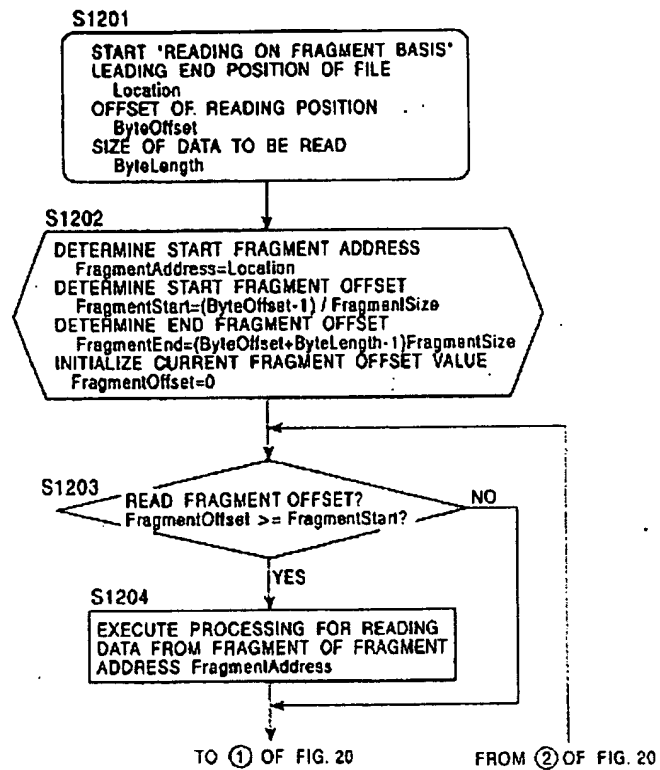 S1201
START "READING ON FRAGMENT BASIS"
LEADING END POSITION OF FILE
Location
OFFSET OF READING POSITION
ByteOffset
SIZE OF DATA TO BE READ
ByteLength
S1202
DETERMINE START FRAGMENT ADDRESS
FragmentAddress=Location
DETERMINE START FRAGMENT OFFSET
FragmentStart=(ByteOffset-1) / FragmentSize
DETERMINE END FRAGMENT OFFSET
FragmentEnd=(ByteOffset+ByteLength-1)FragmentSize
INITIALIZE CURRENT FRAGMENT OFFSET VALUE
FragmentOffset=0
S1203
READ FRAGMENT OFFSET?
FragmentOffset >= FragmentStart?
NO
YES
S1204
EXECUTE PROCESSING FOR READING
DATA FROM FRAGMENT OF FRAGMENT
ADDRESS FragmentAddress
TO ① OF FIG. 20
FROM ② OF FIG. 20